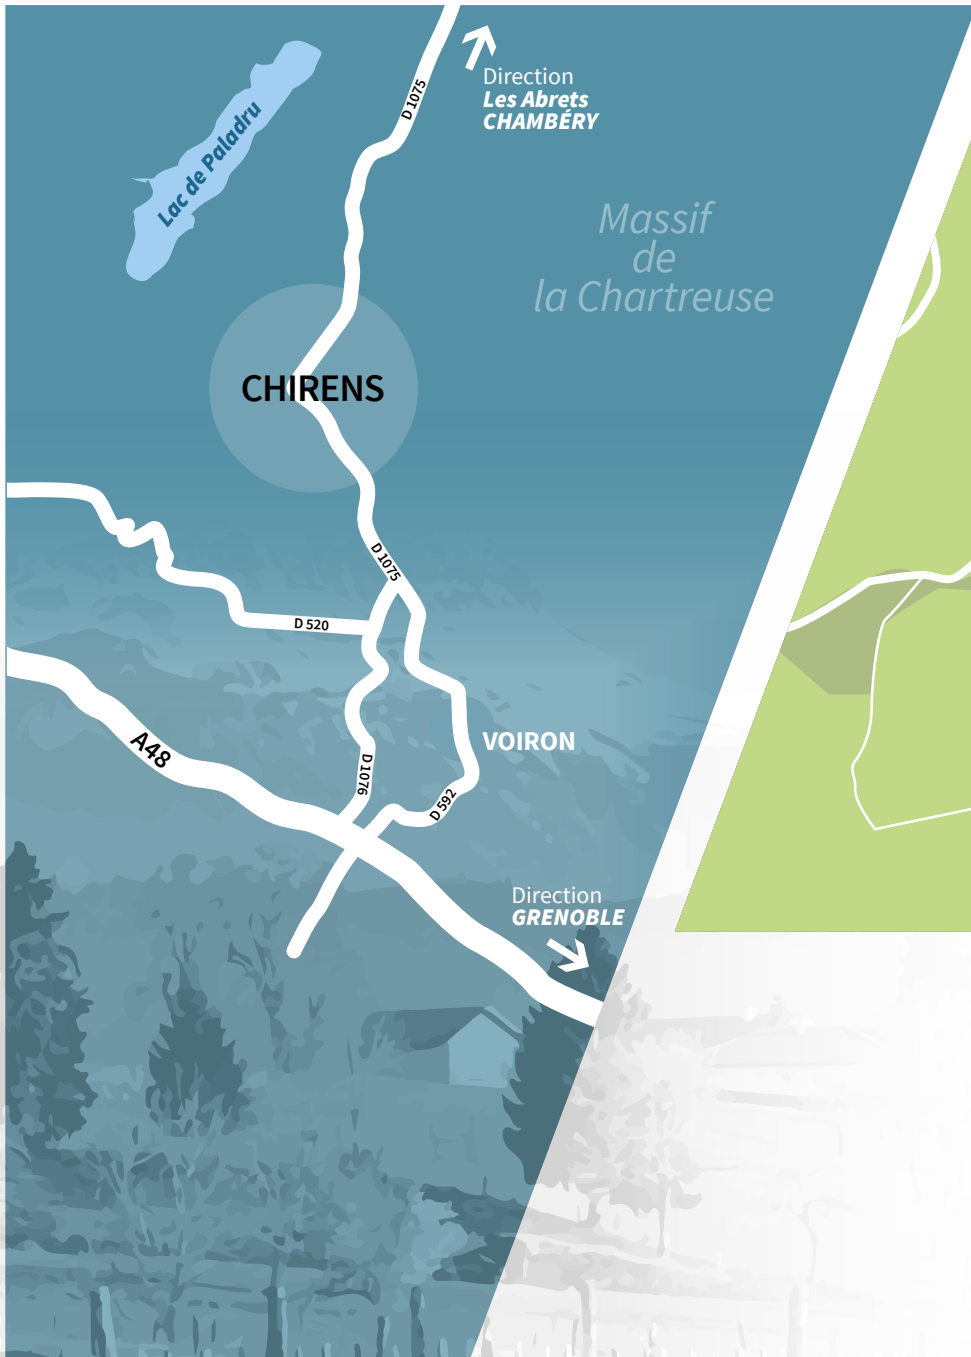 D 1075
Direction
Les Abrets
CHAMBÉRY
Lac de Paladru
Massif
de
la Chartreuse
CHIRENS
D 1075
D 520
A48
VOIRON
D 1076
D 592
Direction
GRENOBLE